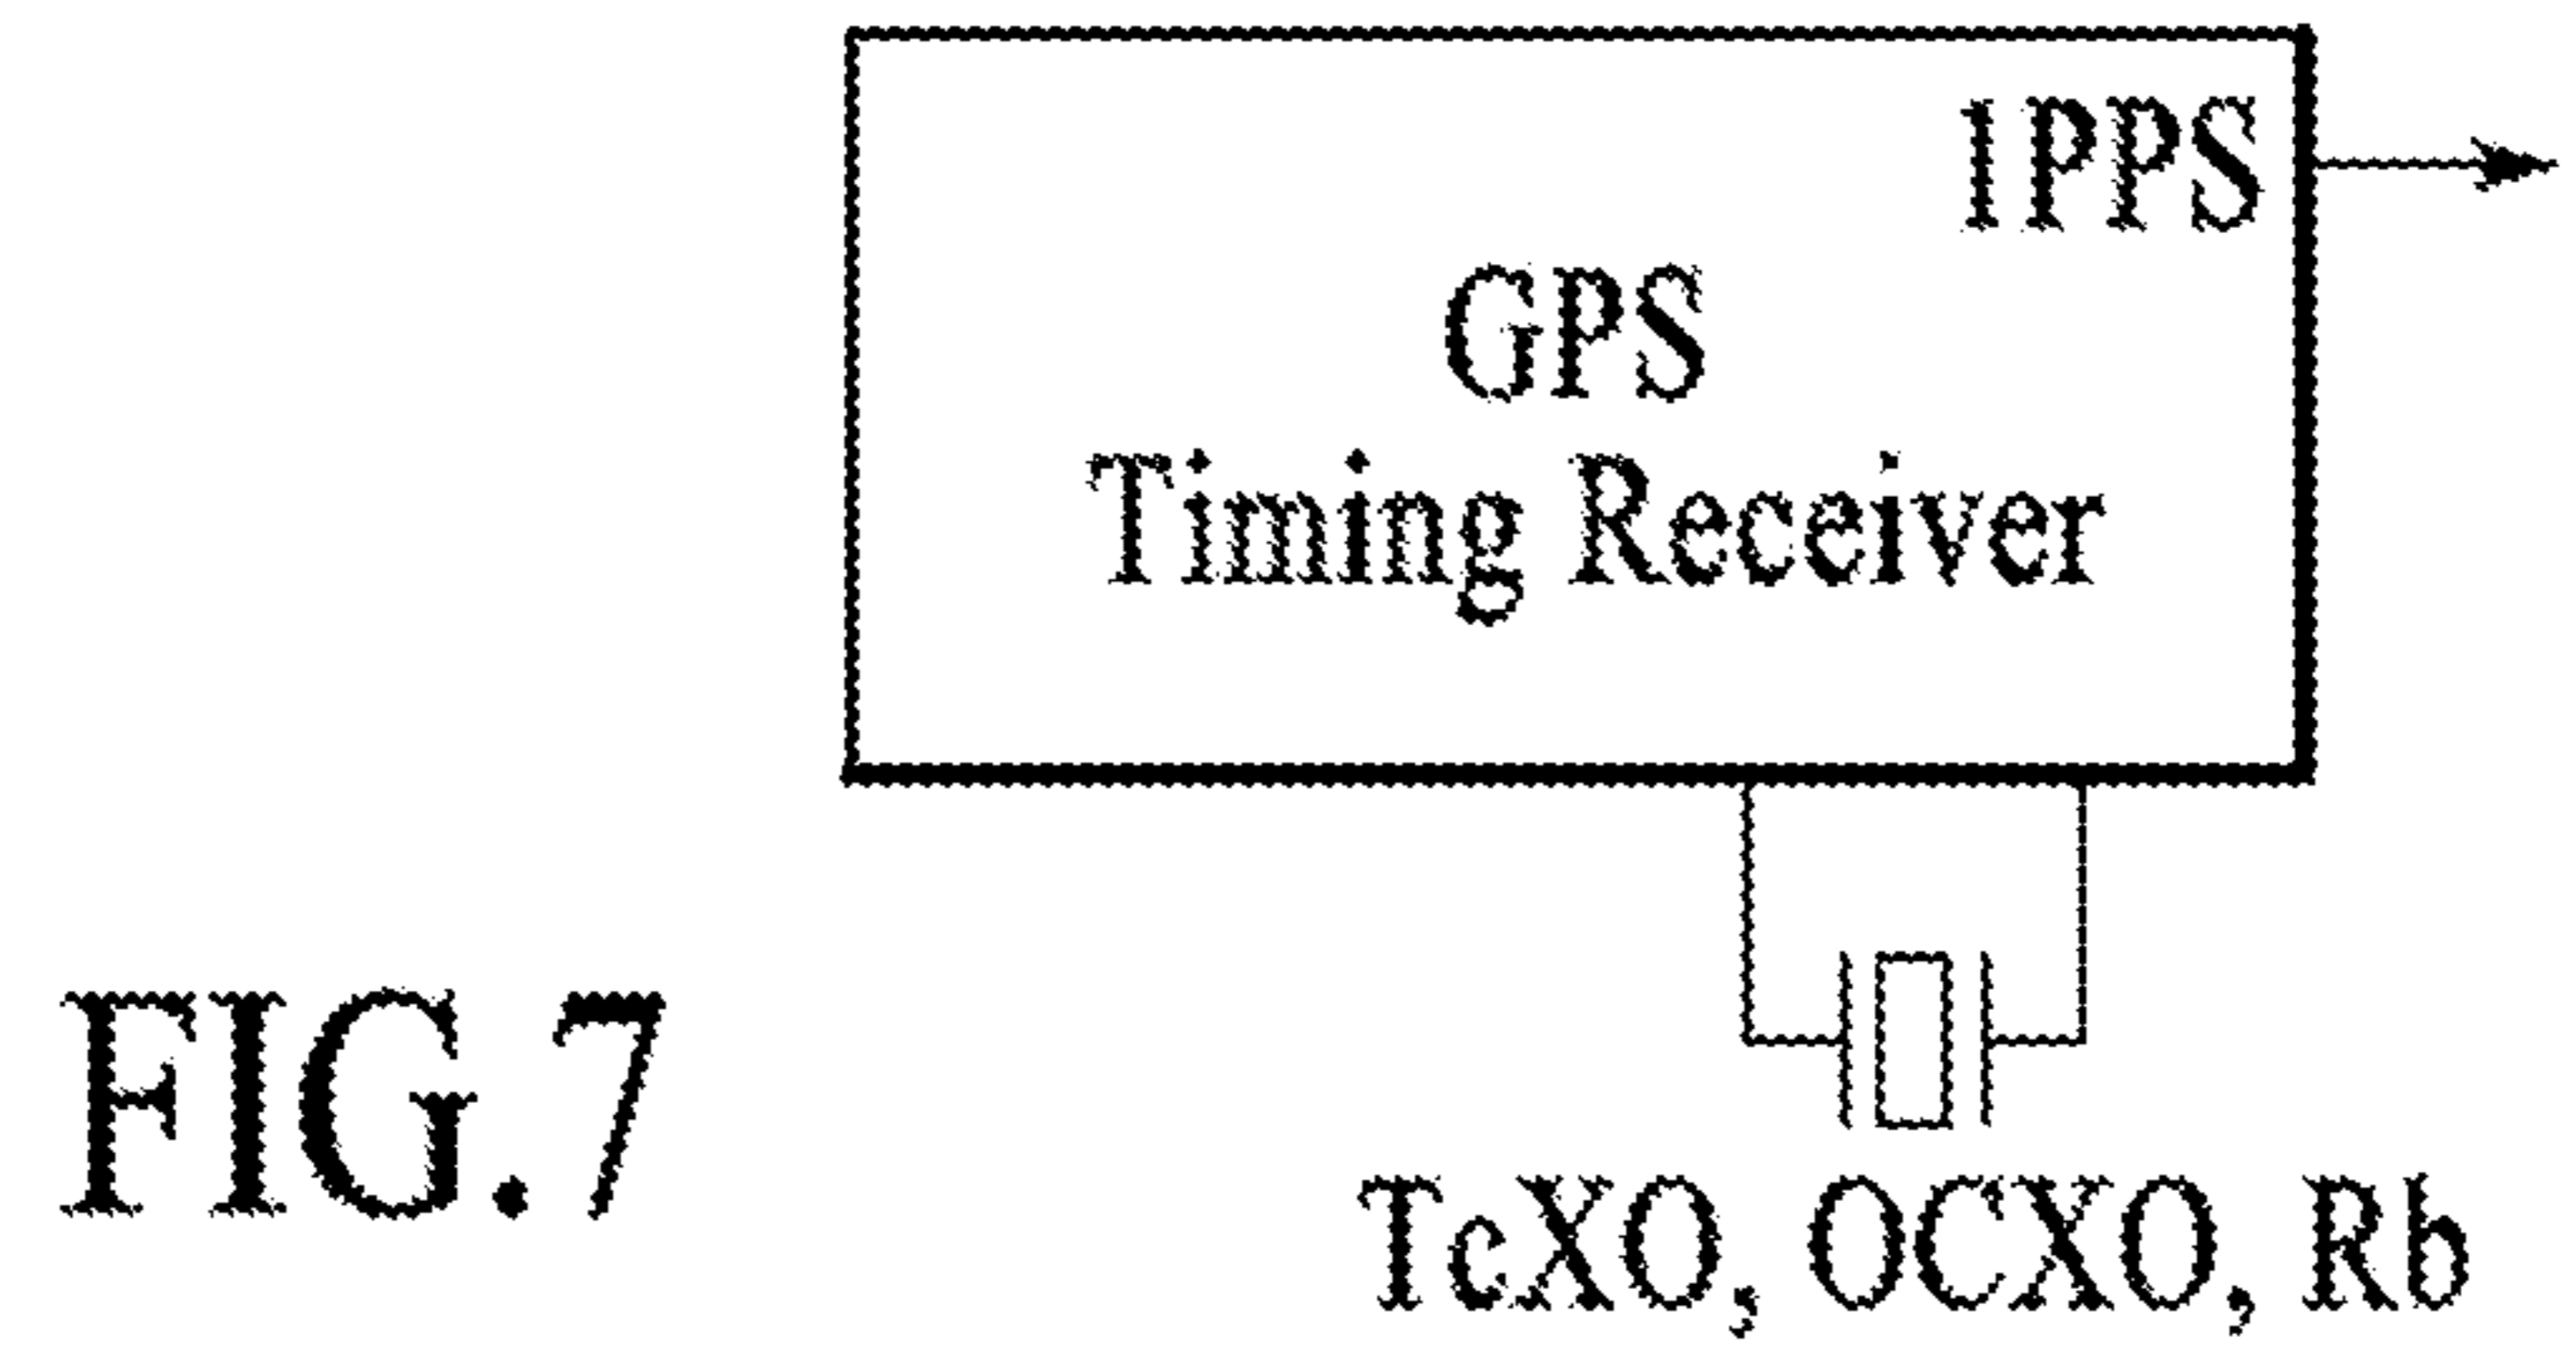 1PPS
GPS
Timing Receiver
FIG.7
TcXO, OCXO, Rb